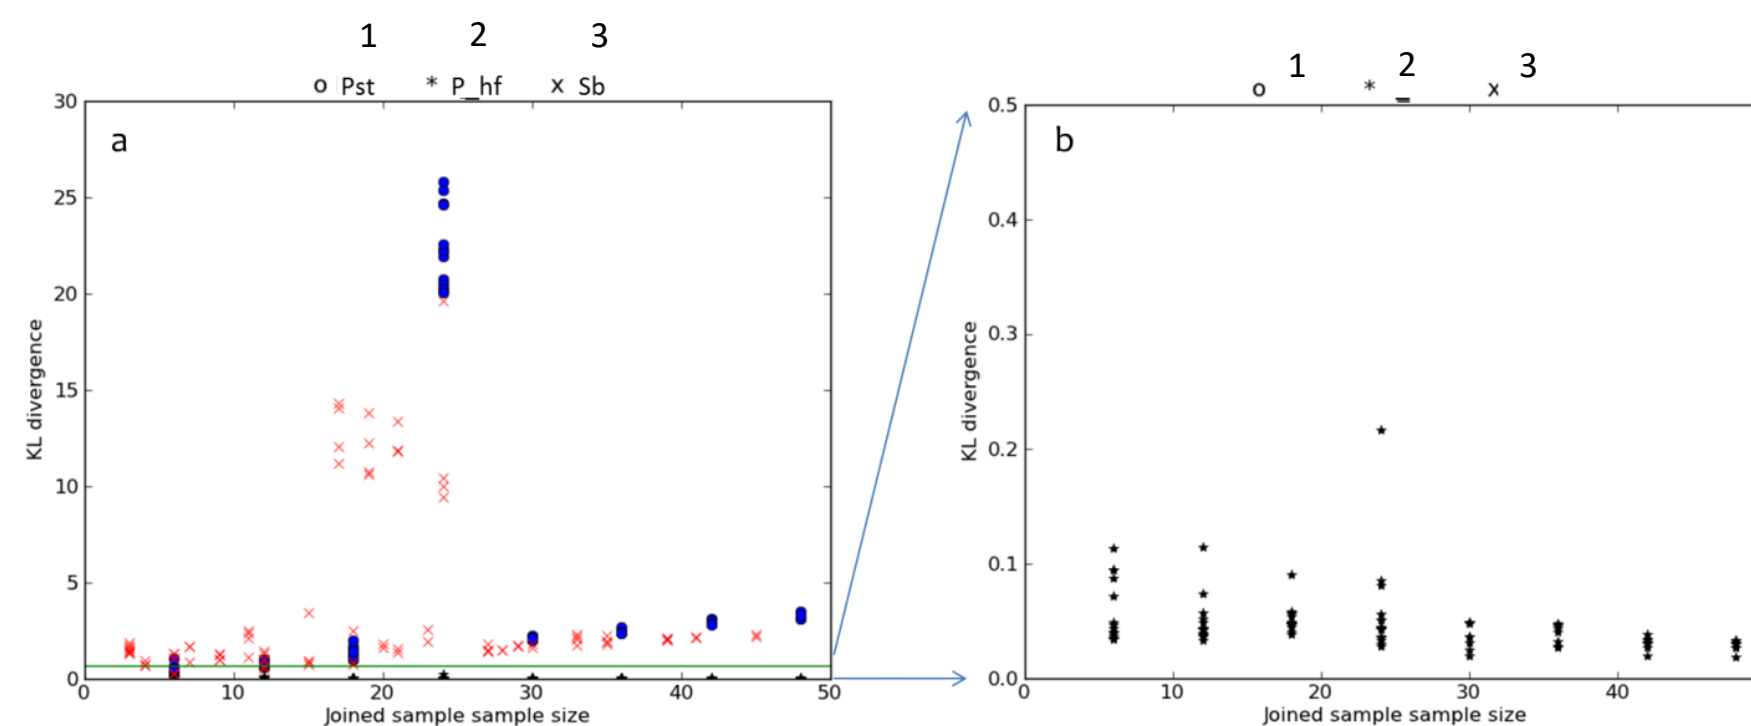 1 2 3
o Pst * P_hf x Sb
a
30
25
20
15
10
5
0
KL divergence
0 10 20 30 40 50
Joined sample sample size
1 2 3
o * _ x
b
0.5
0.4
0.3
0.2
0.1
0.0
KL divergence
0 10 20 30 40
Joined sample sample size